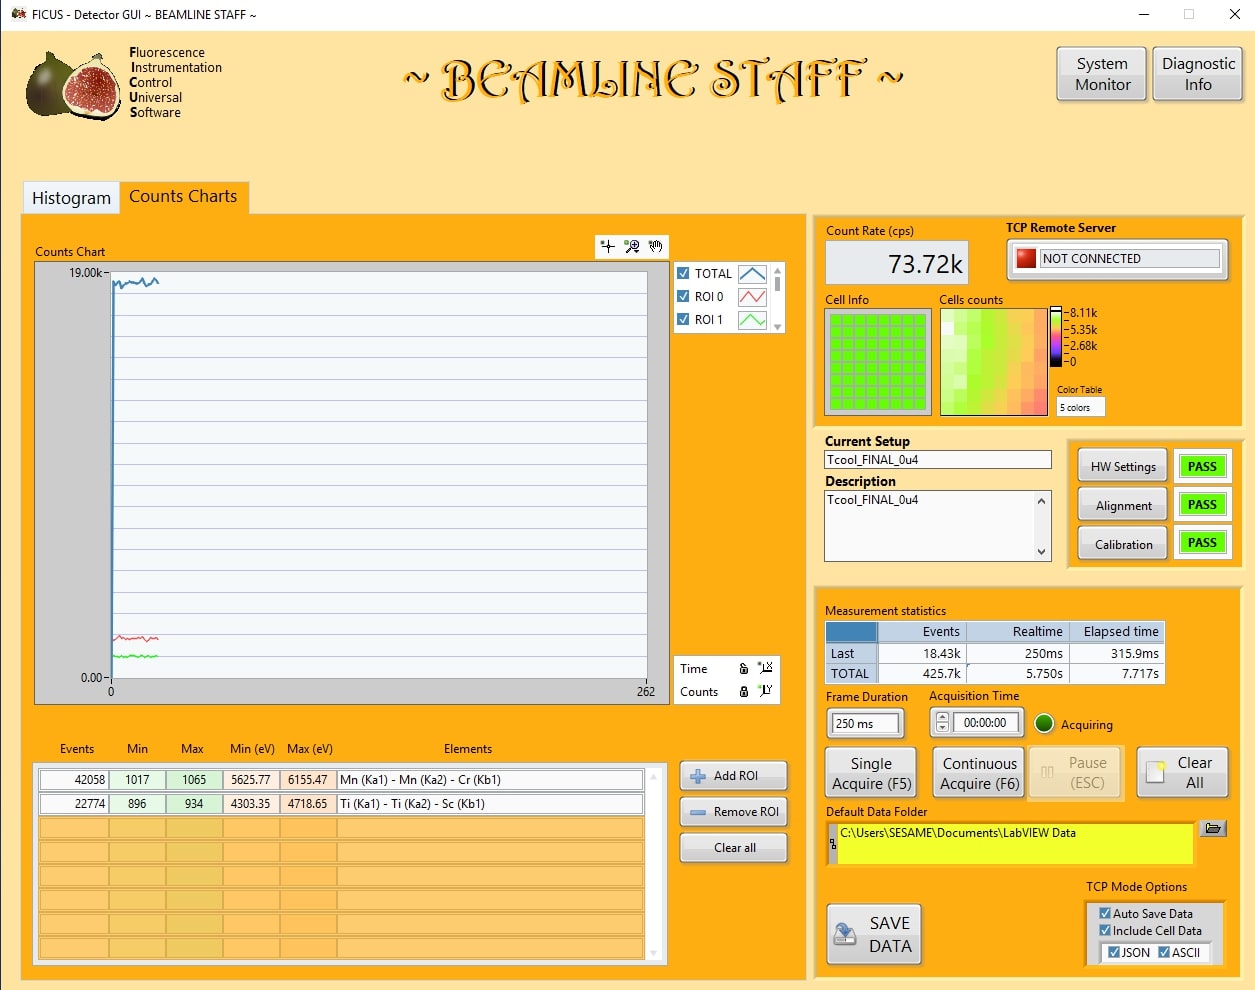 FICUS - Detector GUI ~ BEAMLINE STAFF ~
Fluorescence
Instrumentation
Control
Universal
Software
~ BEAMLINE STAFF ~
System
Monitor
Diagnostic
Info
Histogram
Counts Charts
Counts Chart
19.00k
0.00
0
262
TOTAL
ROI 0
ROI 1
Time
Counts
Events Min Max Min (eV) Max (eV) Elements
42058 1017 1065 5625.77 6155.47 Mn (Ka1) - Mn (Ka2) - Cr (Kb1)
22774 896 934 4303.35 4718.65 Ti (Ka1) - Ti (Ka2) - Sc (Kb1)
Add ROI
Remove ROI
Clear all
Count Rate (cps)
73.72k
TCP Remote Server
NOT CONNECTED
Cell Info
Cells counts
8.11k
5.35k
2.68k
0
Color Table
5 colors
Current Setup
Tcool_FINAL_0u4
Description
Tcool_FINAL_0u4
HW Settings PASS
Alignment PASS
Calibration PASS
Measurement statistics
Events Realtime Elapsed time
Last 18.43k 250ms 315.9ms
TOTAL 425.7k 5.750s 7.717s
Frame Duration
250 ms
Acquisition Time
00:00:00
Acquiring
Single
Acquire (F5)
Continuous
Acquire (F6)
Pause
(ESC)
Clear
All
Default Data Folder
C:\Users\SESAME\Documents\LabVIEW Data
SAVE
DATA
TCP Mode Options
Auto Save Data
Include Cell Data
JSON ASCII